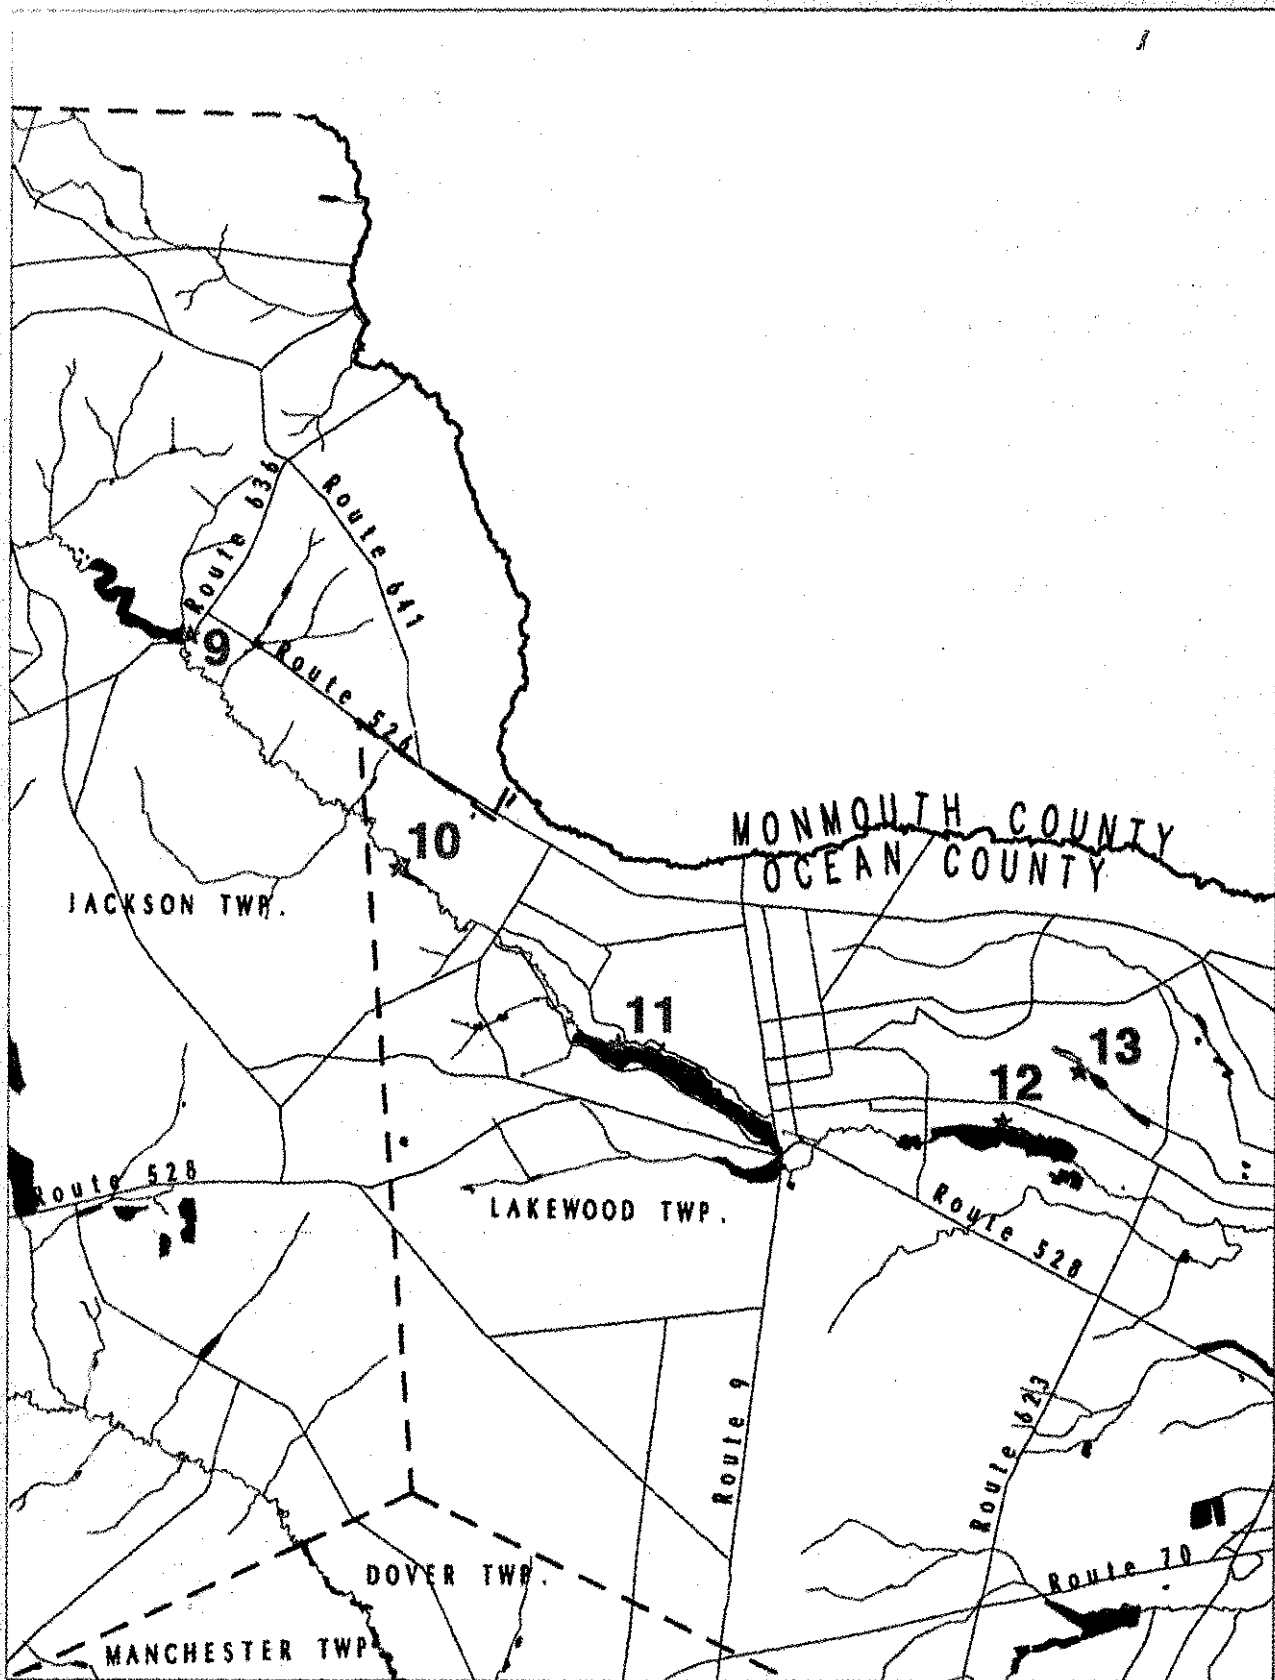 Route 636
Route 641
9
Route 526
MONMOUTH COUNTY
OCEAN COUNTY
10
JACKSON TWP.
11
13
12
Route 528
LAKEWOOD TWP.
Route 528
Route 9
Route 623
Route 70
DOVER TWP.
MANCHESTER TWP